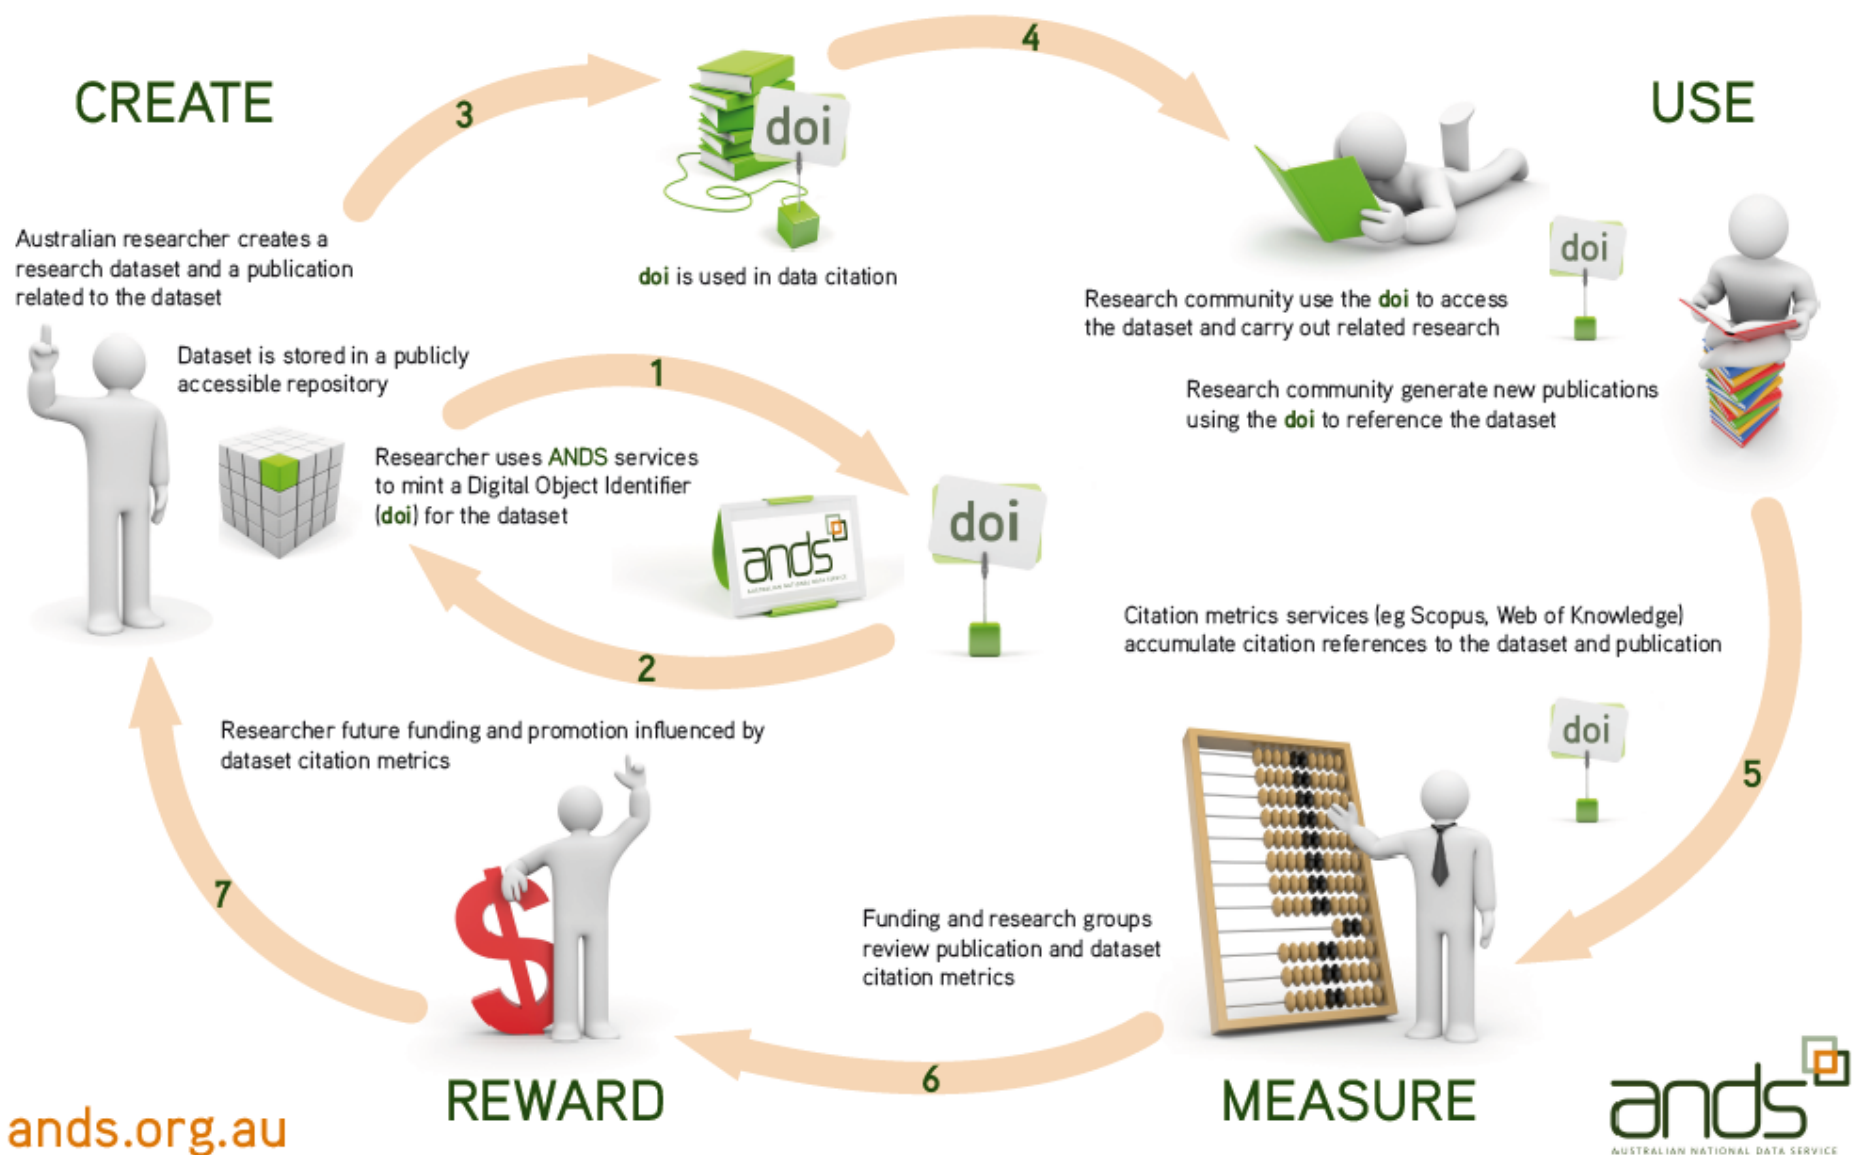 CREATE
3
4
USE
doi
Australian researcher creates a
research dataset and a publication
related to the dataset
doi is used in data citation
doi
Research community use the doi to access
the dataset and carry out related research
Dataset is stored in a publicly
accessible repository
1
Research community generate new publications
using the doi to reference the dataset
Researcher uses ANDS services
to mint a Digital Object Identifier
(doi) for the dataset
ands
AUSTRALIAN NATIONAL DATA SERVICE
doi
2
Citation metrics services (eg Scopus, Web of Knowledge)
accumulate citation references to the dataset and publication
doi
5
Researcher future funding and promotion influenced by
dataset citation metrics
7
Funding and research groups
review publication and dataset
citation metrics
6
REWARD
MEASURE
ands.org.au
ands
AUSTRALIAN NATIONAL DATA SERVICE